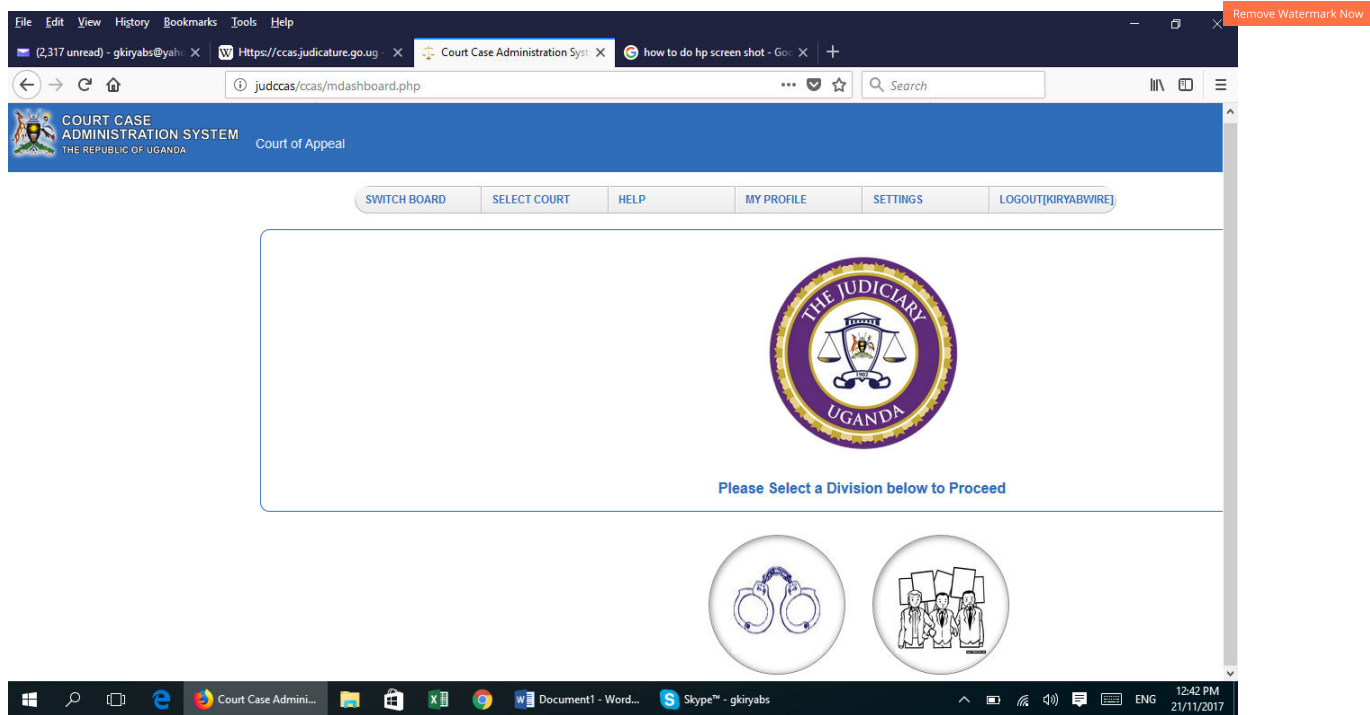 Remove Watermark Now
File Edit View History Bookmarks Tools Help
(2,317 unread) - gkiryabs@yaho
Https://ccas.judicature.go.ug -
Court Case Administration Syst
how to do hp screen shot - Goo
judccas/ccas/mdashboard.php
Search
COURT CASE
ADMINISTRATION SYSTEM
THE REPUBLIC OF UGANDA
Court of Appeal
SWITCH BOARD SELECT COURT HELP MY PROFILE SETTINGS LOGOUT[KIRYABWIRE]
THE JUDICIARY
1902
UGANDA
Please Select a Division below to Proceed
Court Case Admini...
Document1 - Word...
Skype™ - gkiryabs
ENG
12:42 PM
21/11/2017